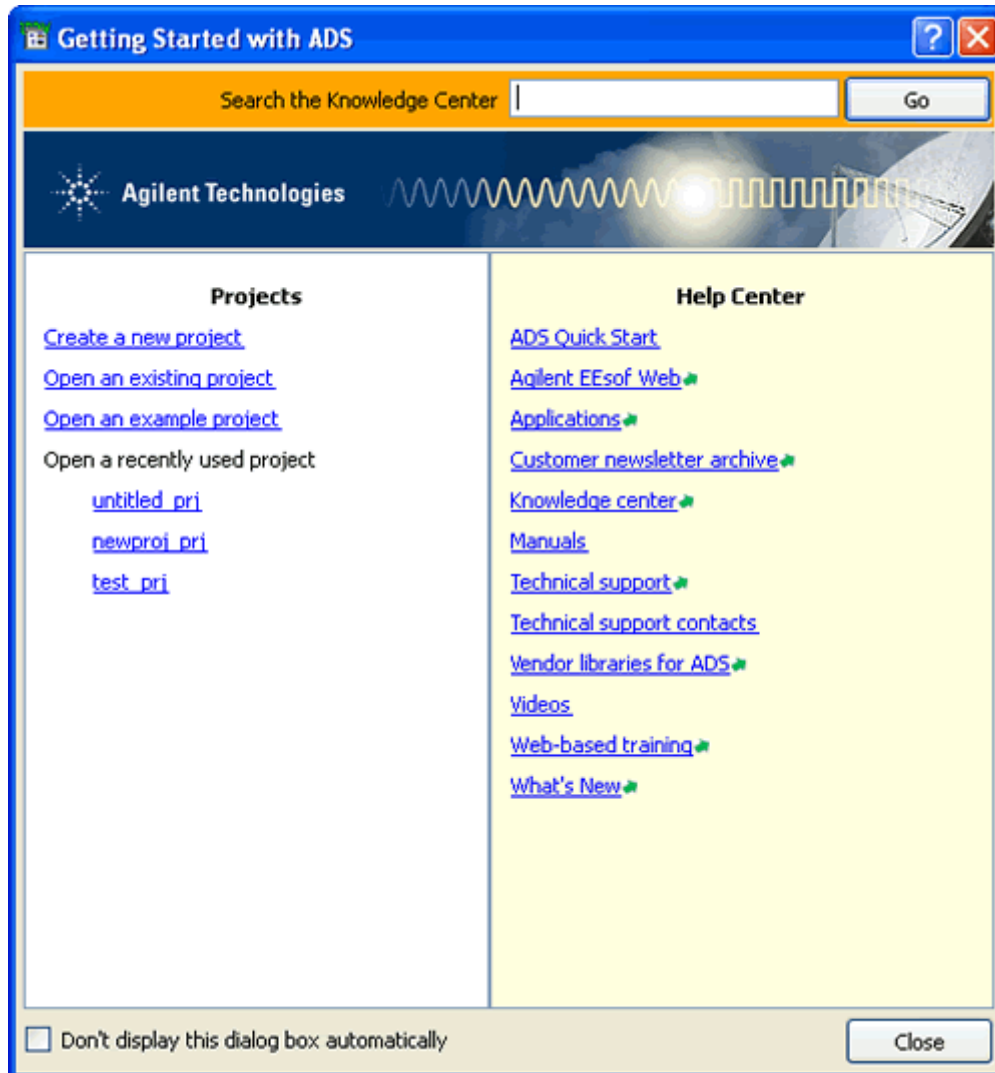 Getting Started with ADS
Search the Knowledge Center
Go
Agilent Technologies
Projects
Create a new project
Open an existing project
Open an example project
Open a recently used project
untitled_prj
newproj_prj
test_prj
Help Center
ADS Quick Start
Agilent EEsof Web
Applications
Customer newsletter archive
Knowledge center
Manuals
Technical support
Technical support contacts
Vendor libraries for ADS
Videos
Web-based training
What's New
Don't display this dialog box automatically
Close